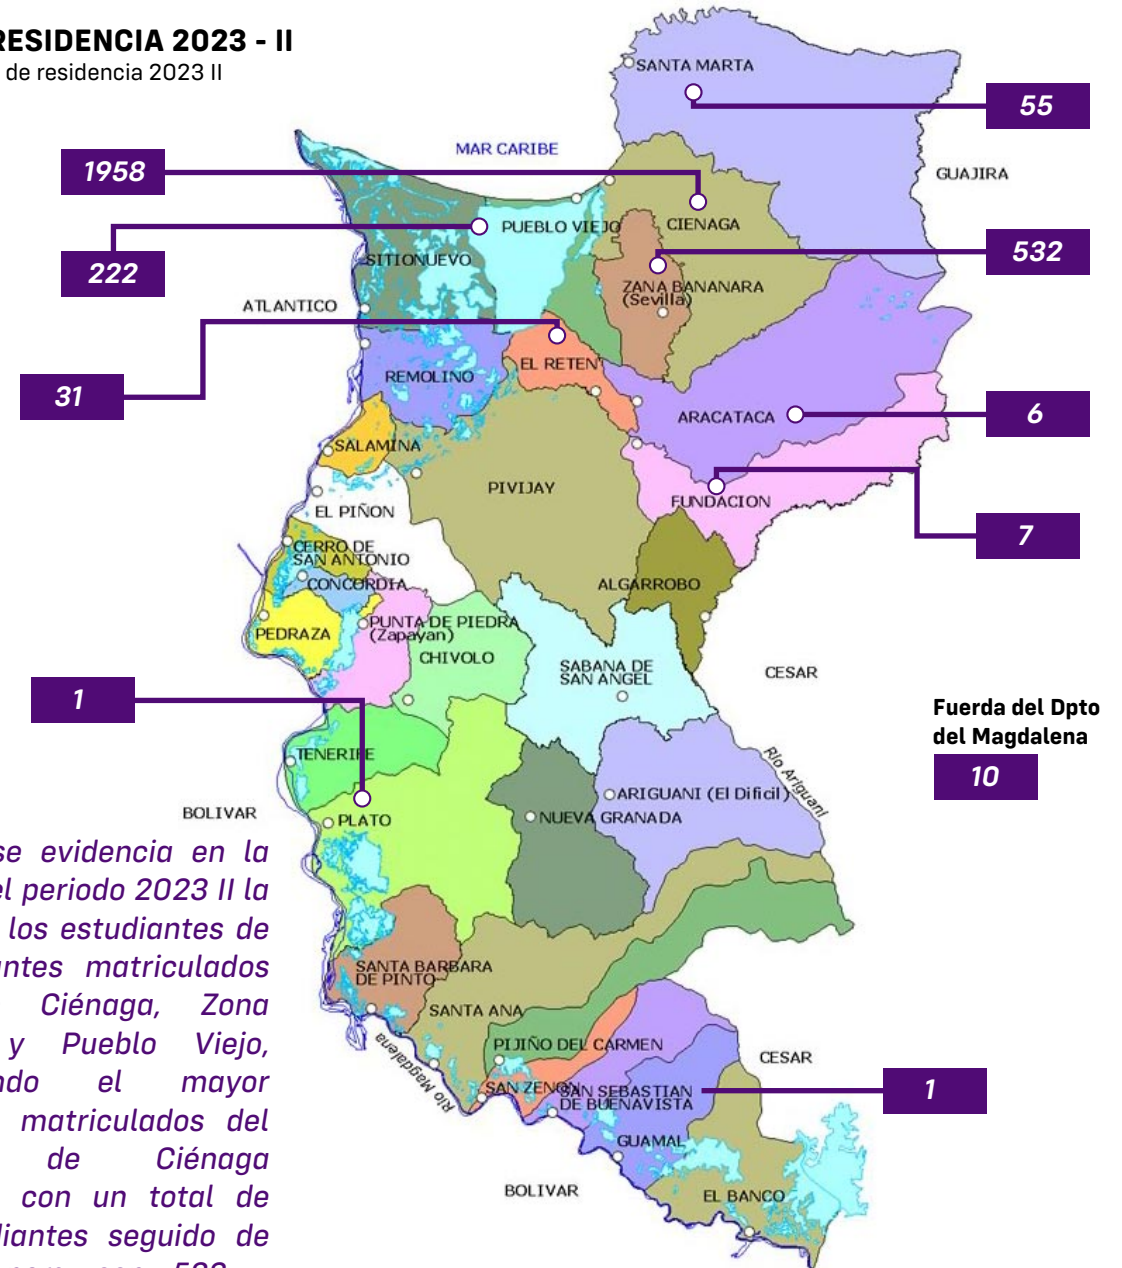 RESIDENCIA 2023 - II
de residencia 2023 II
SANTA MARTA
55
MAR CARIBE
1958
GUAJIRA
PUEBLO VIEJO
CIENAGA
222
SITIONUEVO
532
ZANA BANANARA
(Sevilla)
ATLANTICO
EL RETEN
REMOLINO
31
ARACATACA
6
SALAMINA
PIVIJAY
FUNDACION
EL PIÑON
7
CERRO DE
SAN ANTONIO
CONCORDIA
ALGARROBO
PEDRAZA
PUNTA DE PIEDRA
(Zapayan)
CHIVOLO
SABANA DE
SAN ANGEL
CESAR
1
Fuerda del Dpto
del Magdalena
10
TENERIFE
Río Ariguaní
ARIGUANI (El Dificil)
BOLIVAR
PLATO
NUEVA GRANADA
se evidencia en la
el periodo 2023 II la
los estudiantes de
antes matriculados
Ciénaga, Zona
y Pueblo Viejo,
ndo el mayor
matriculados del
de Ciénaga
con un total de
diantes seguido de
SANTA BARBARA
DE PINTO
SANTA ANA
Río Magdalena
PIJIÑO DEL CARMEN
CESAR
SAN ZENON
SAN SEBASTIAN
DE BUENAVISTA
1
GUAMAL
BOLIVAR
EL BANCO